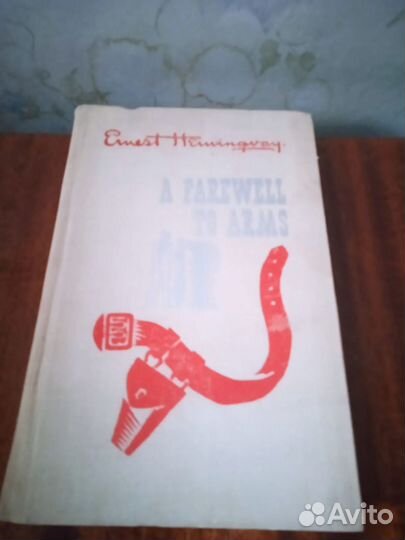 Ernest Hemingway.
A FAREWELL
TO ARMS
Avito